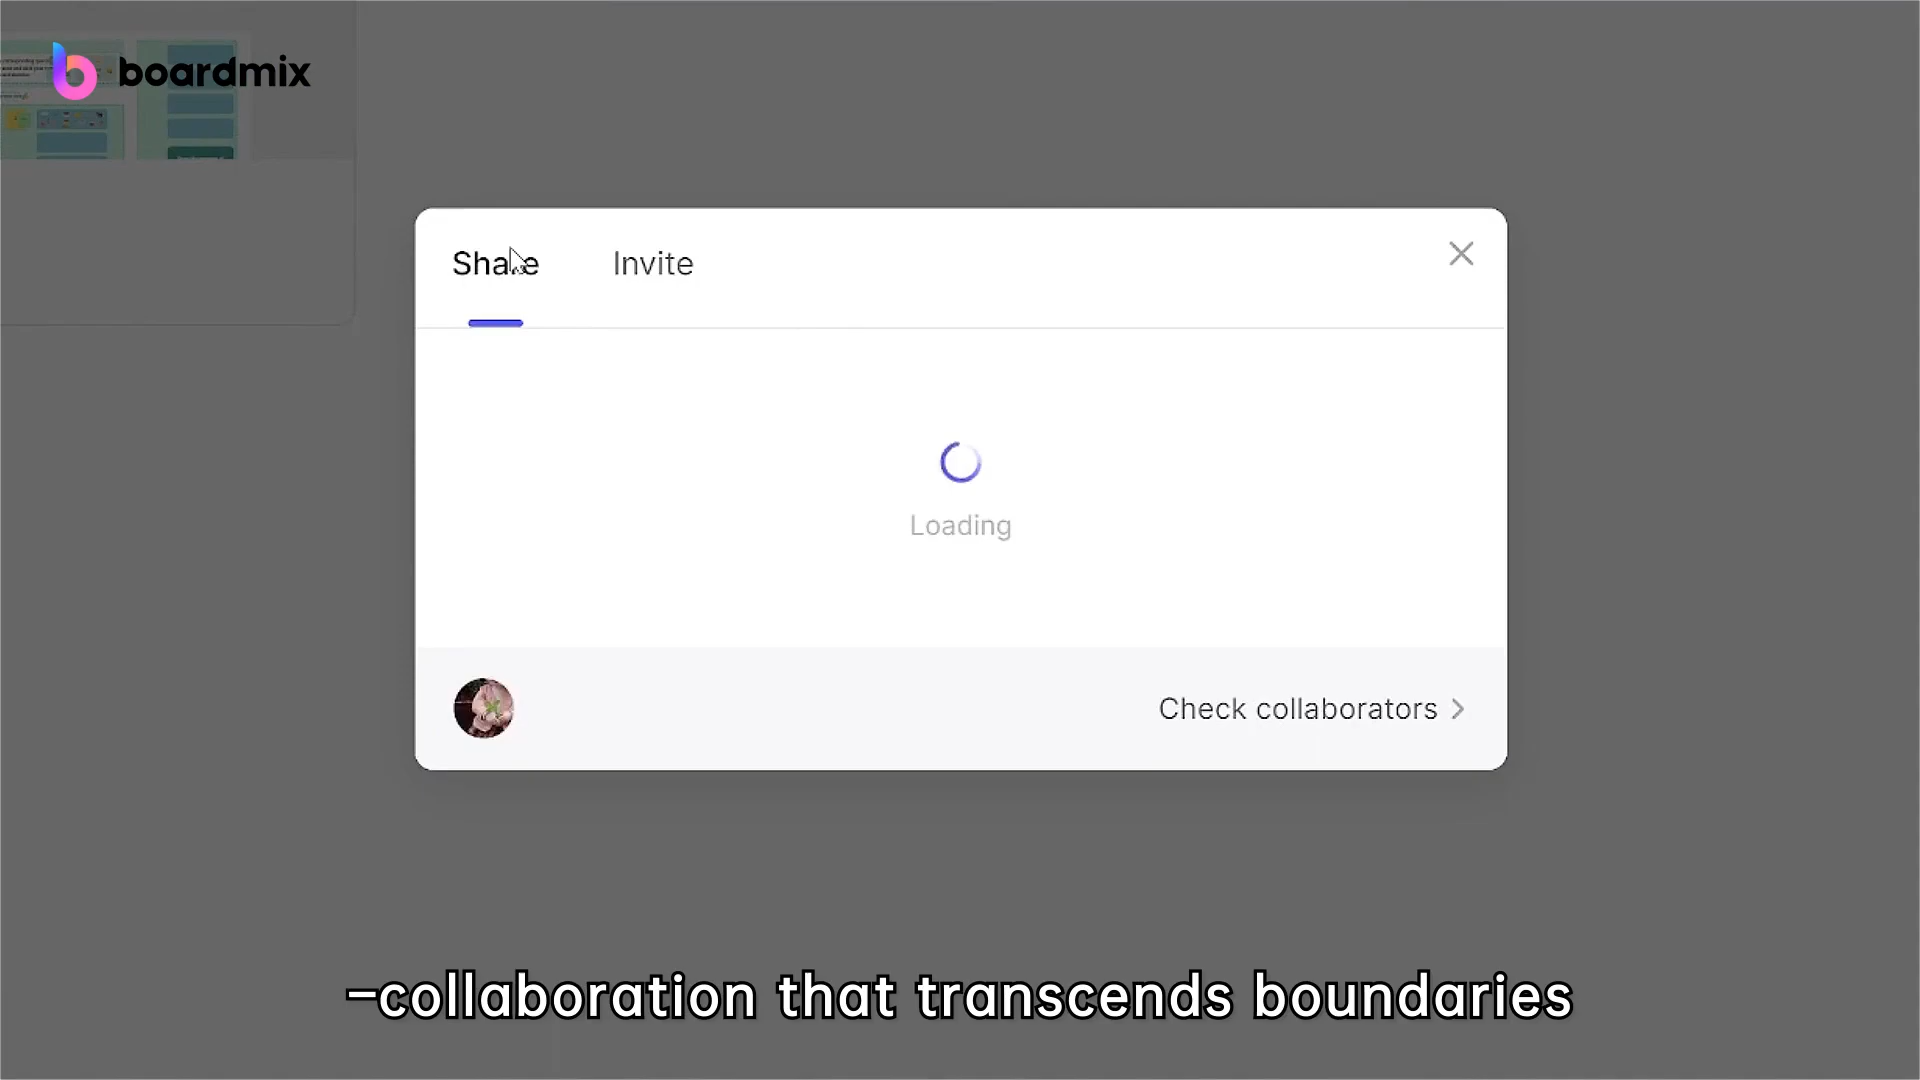 boardmix
Share
Invite
Loading
Check collaborators
-collaboration that transcends boundaries